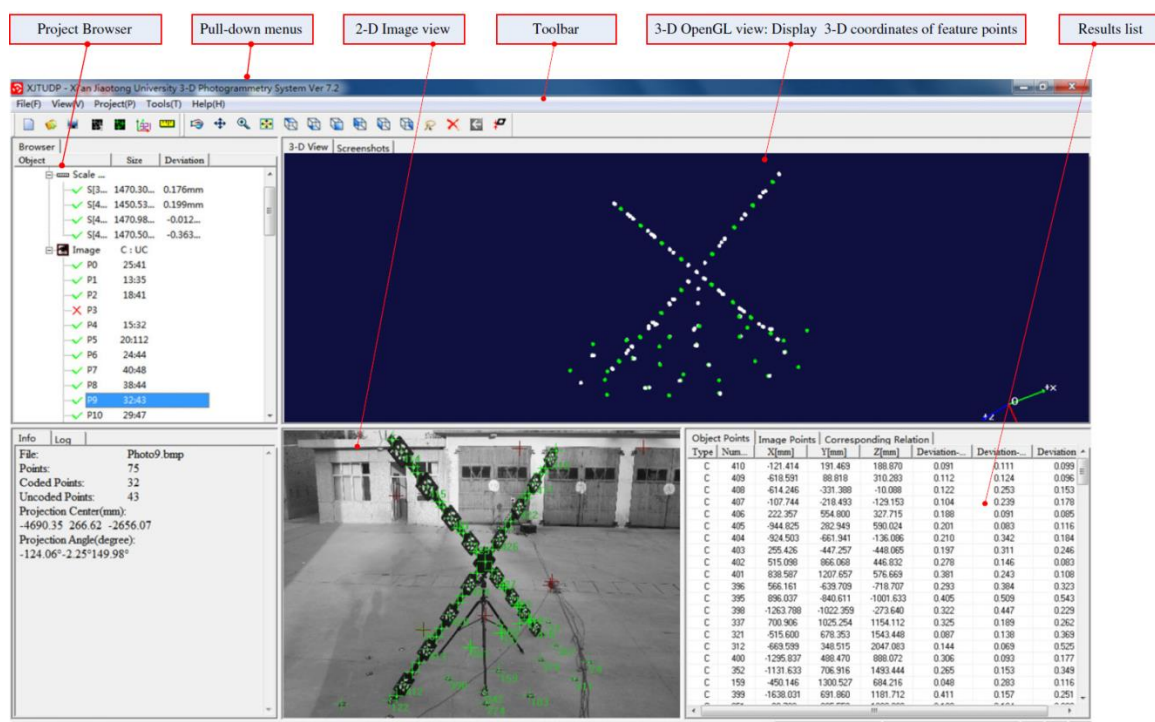 Project Browser
Pull-down menus
2-D Image view
Toolbar
3-D OpenGL view: Display 3-D coordinates of feature points
Results list
XJTUDP - Xi'an Jiaotong University 3-D Photogrammetry System Ver 7.2
File(F) View(V) Project(P) Tools(T) Help(H)
Browser
Object Size Deviation
Scale ...
S[3... 1470.30... 0.176mm
S[4... 1450.53... 0.199mm
S[4... 1470.98... -0.012...
S[4... 1470.50... -0.363...
Image C : UC
P0 25:41
P1 13:35
P2 18:41
P3
P4 15:32
P5 20:112
P6 24:44
P7 40:48
P8 38:44
P9 32:43
P10 29:47
3-D View Screenshots
+X
O
+Z
Info Log
File: Photo9.bmp
Points: 75
Coded Points: 32
Uncoded Points: 43
Projection Center(mm):
-4690.35 266.62 -2656.07
Projection Angle(degree):
-124.06°-2.25°149.98°
Object Points Image Points Corresponding Relation
Type Num... X[mm] Y[mm] Z[mm] Deviation-... Deviation-... Deviation
C 410 -121.414 191.469 188.870 0.091 0.111 0.099
C 409 -618.591 88.818 310.283 0.112 0.124 0.096
C 408 -614.246 -331.388 -10.088 0.122 0.253 0.153
C 407 -107.744 -218.493 -129.153 0.104 0.239 0.178
C 406 222.357 554.800 327.715 0.188 0.091 0.085
C 405 -944.825 282.949 590.024 0.201 0.083 0.116
C 404 -924.503 -661.941 -136.086 0.210 0.342 0.184
C 403 255.426 -447.257 -448.065 0.197 0.311 0.246
C 402 515.098 866.068 446.832 0.278 0.146 0.083
C 401 838.587 1207.657 576.669 0.381 0.243 0.108
C 396 566.161 -639.709 -718.707 0.293 0.384 0.323
C 395 896.037 -840.611 -1001.633 0.405 0.509 0.543
C 398 -1263.788 -1022.359 -273.640 0.322 0.447 0.229
C 337 700.906 1025.254 1154.112 0.325 0.189 0.262
C 321 -515.600 678.353 1543.448 0.087 0.138 0.369
C 312 -669.599 348.515 2047.083 0.144 0.069 0.525
C 400 -1295.837 488.470 888.072 0.306 0.093 0.177
C 352 -1131.633 706.916 1493.444 0.265 0.153 0.349
C 159 -450.146 1300.527 684.216 0.048 0.283 0.116
C 399 -1638.031 691.860 1181.712 0.411 0.157 0.251